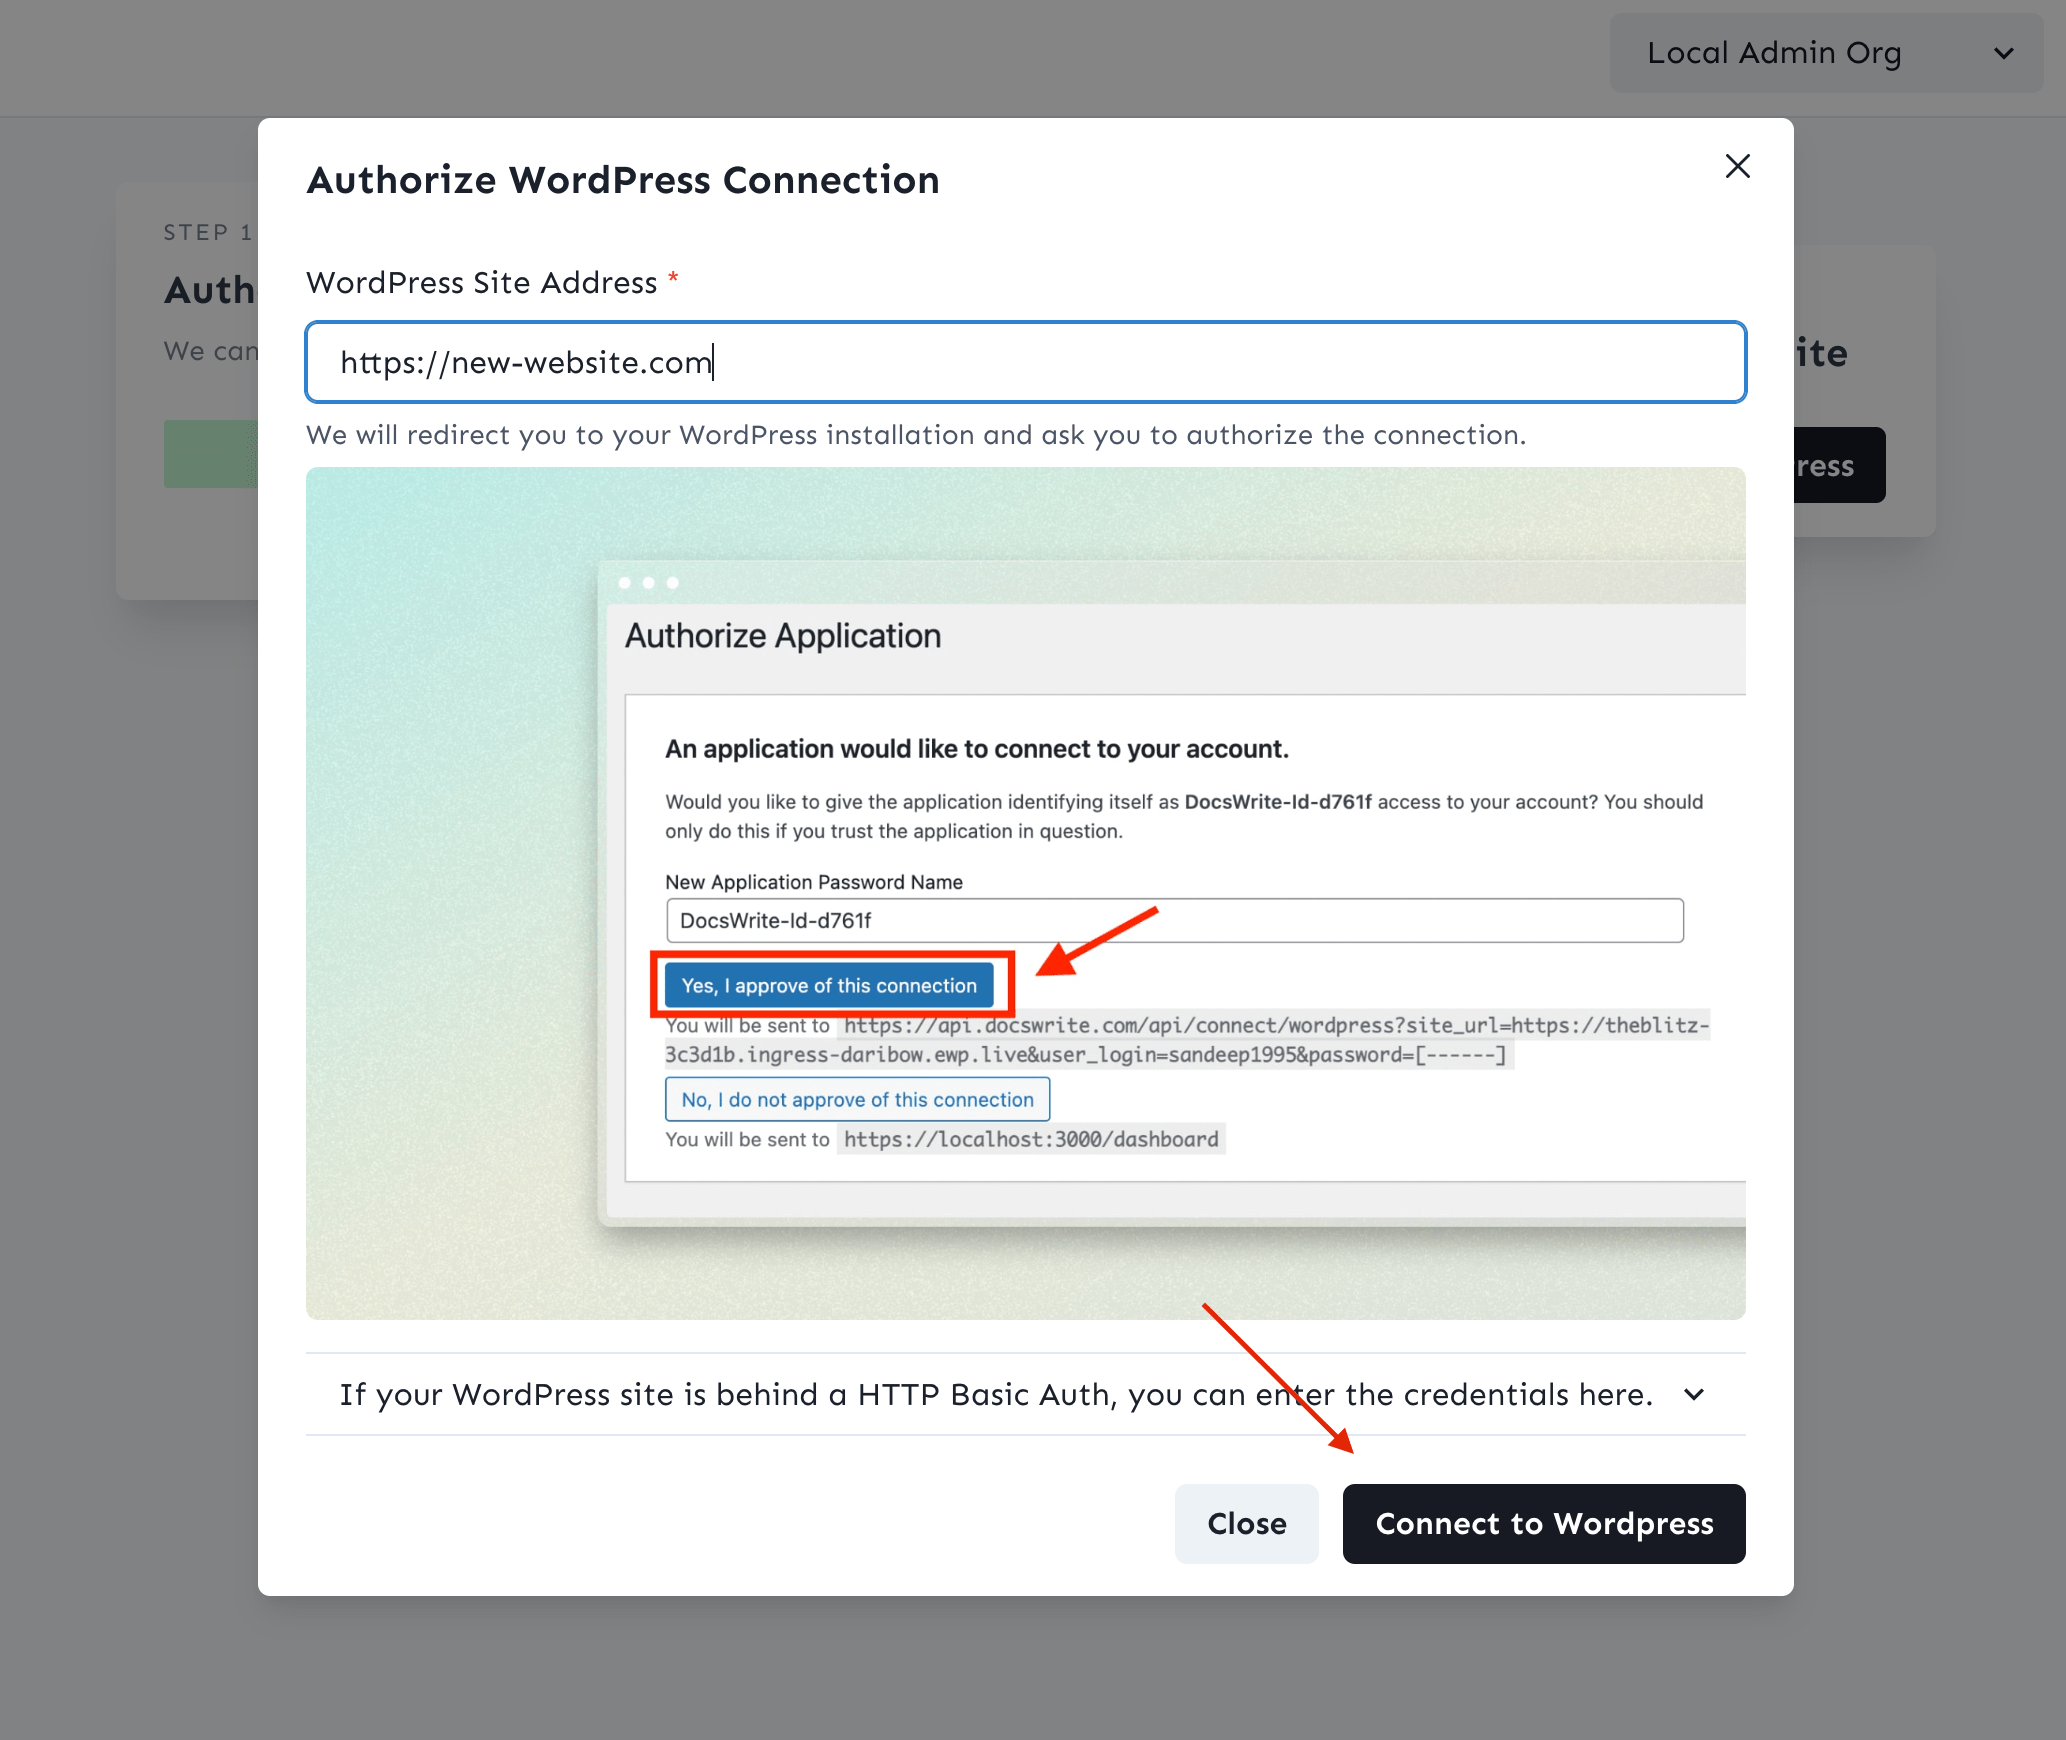 Local Admin Org
Authorize WordPress Connection
STEP 1
Auth
We can
WordPress Site Address *
https://new-website.com
ite
ress
We will redirect you to your WordPress installation and ask you to authorize the connection.
Authorize Application
An application would like to connect to your account.
Would you like to give the application identifying itself as DocsWrite-Id-d761f access to your account? You should
only do this if you trust the application in question.
New Application Password Name
DocsWrite-Id-d761f
Yes, I approve of this connection
You will be sent to https://api.docswrite.com/api/connect/wordpress?site_url=https://theblitz-
3c3d1b.ingress-daribow.ewp.live&user_login=sandeep1995&password=[------]
No, I do not approve of this connection
You will be sent to https://localhost:3000/dashboard
If your WordPress site is behind a HTTP Basic Auth, you can enter the credentials here.
Close
Connect to Wordpress